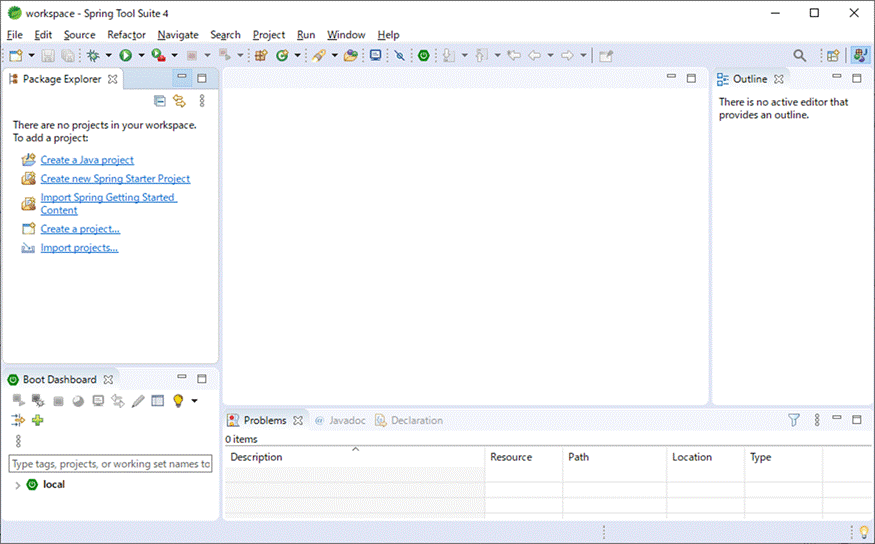 workspace - Spring Tool Suite 4
File Edit Source Refactor Navigate Search Project Run Window Help
Package Explorer
There are no projects in your workspace.
To add a project:
Create a Java project
Create new Spring Starter Project
Import Spring Getting Started
Content
Create a project...
Import projects...
Outline
There is no active editor that
provides an outline.
Boot Dashboard
Type tags, projects, or working set names to
local
Problems Javadoc Declaration
0 items
Description Resource Path Location Type